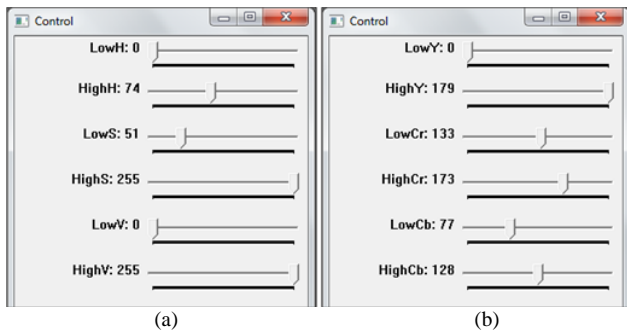 Control
LowH: 0
HighH: 74
LowS: 51
HighS: 255
LowV: 0
HighV: 255
(a)
Control
LowY: 0
HighY: 179
LowCr: 133
HighCr: 173
LowCb: 77
HighCb: 128
(b)